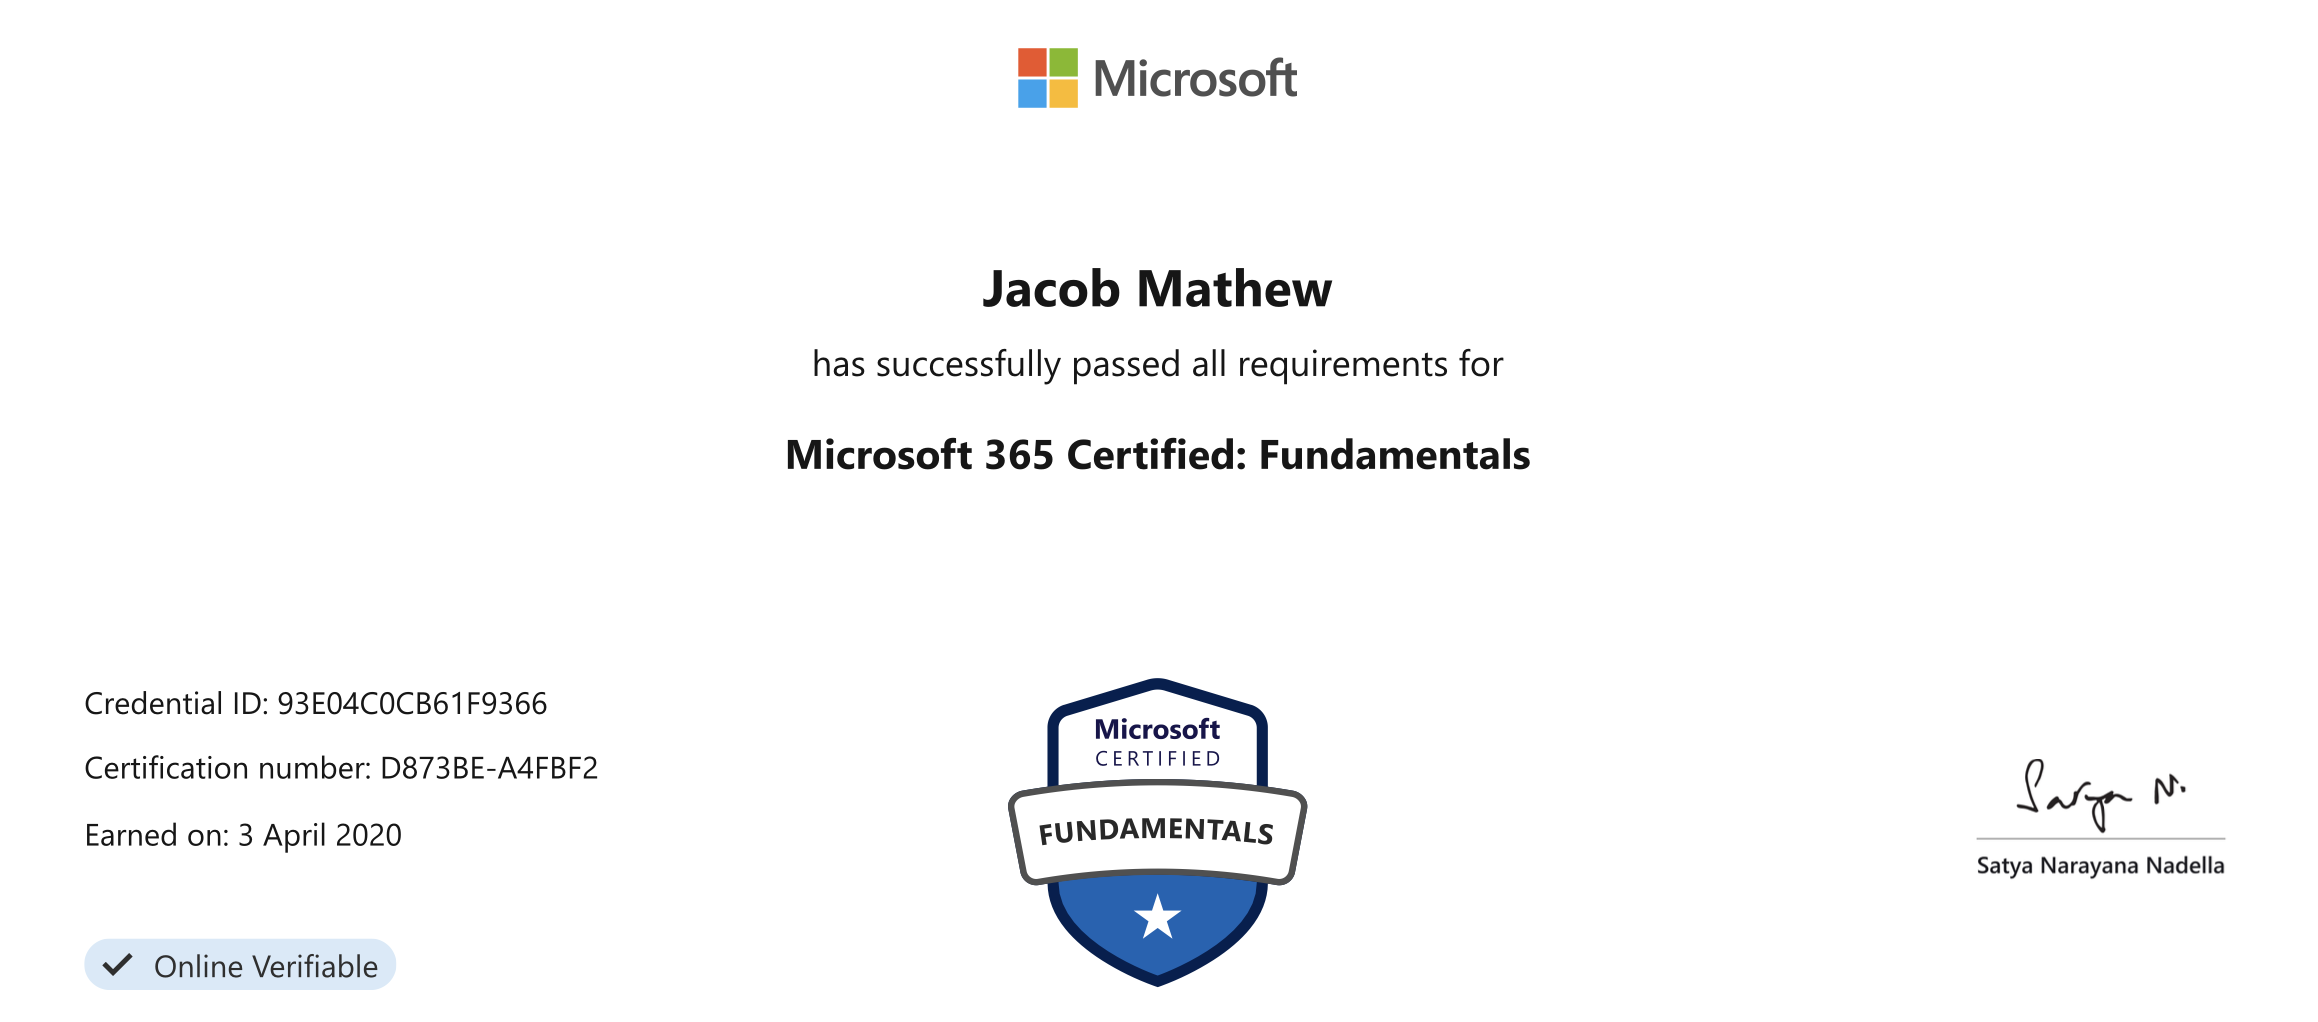 Microsoft
Jacob Mathew
has successfully passed all requirements for
Microsoft 365 Certified: Fundamentals
Credential ID: 93E04C0CB61F9366
Certification number: D873BE-A4FBF2
Earned on: 3 April 2020
Online Verifiable
Microsoft
CERTIFIED
FUNDAMENTALS
Satya N.
Satya Narayana Nadella